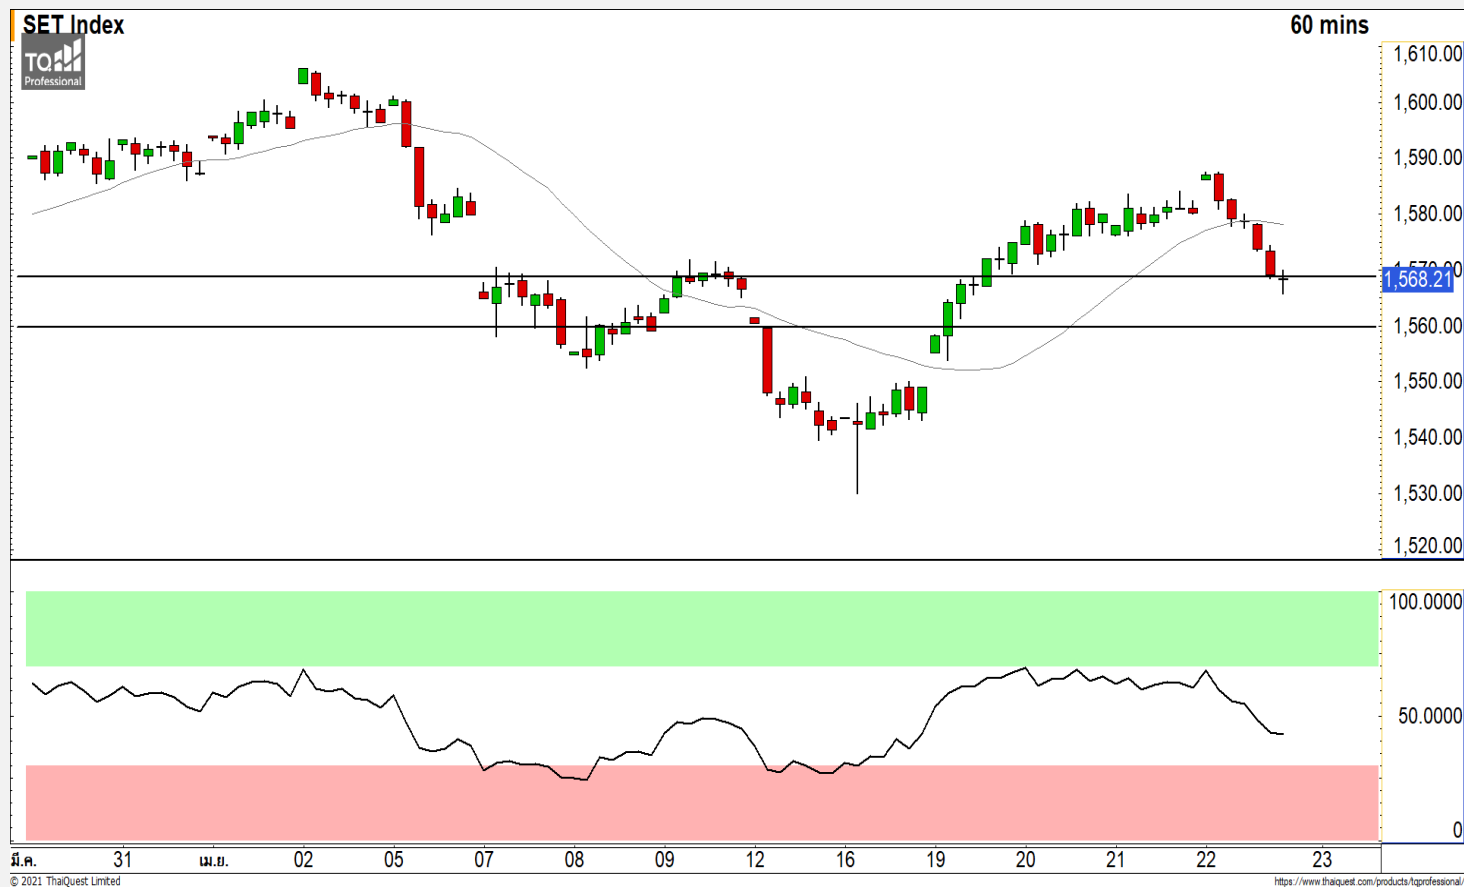 SET Index
60 mins
TQ
Professional
1,610.00
1,600.00
1,590.00
1,580.00
1,570.00
1,568.21
1,560.00
1,550.00
1,540.00
1,530.00
1,520.00
100.0000
50.0000
0
มี.ค. 31 เม.ย. 02 05 07 08 09 12 16 19 20 21 22 23
© 2021 ThaiQuest Limited
https://www.thaiquest.com/products/tqprofessional/